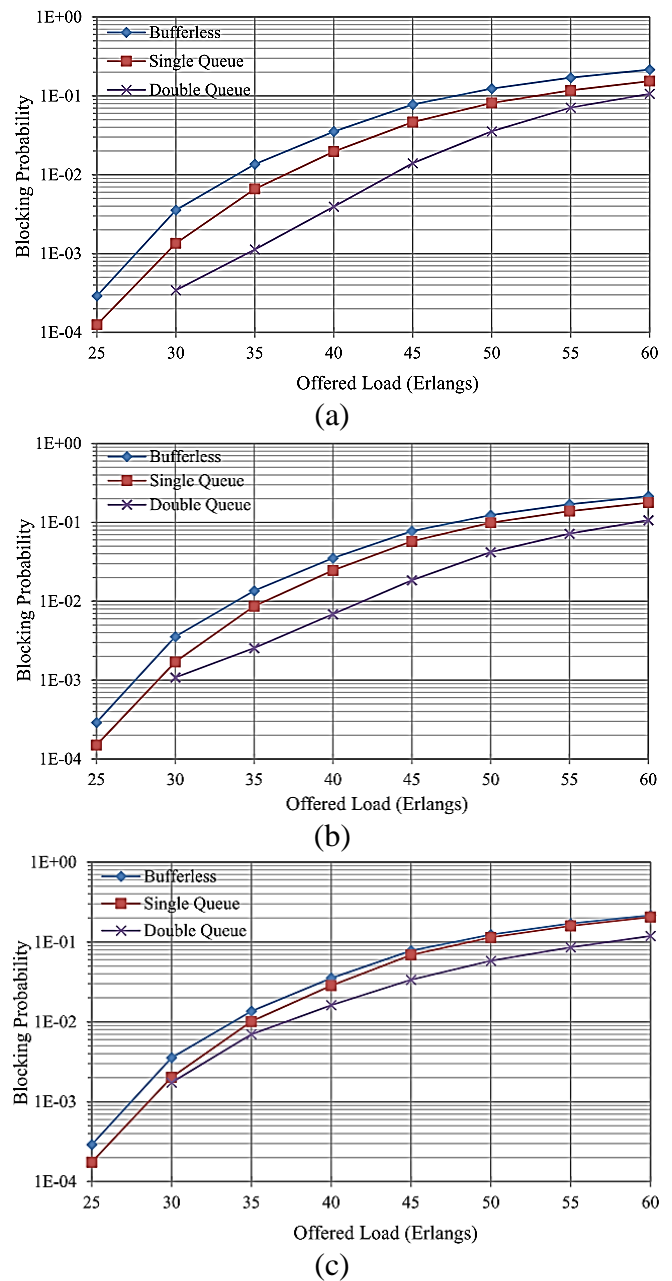 1E+00
Bufferless
Single Queue
Double Queue
1E-01
1E-02
1E-03
1E-04
Blocking Probability
25 30 35 40 45 50 55 60
Offered Load (Erlangs)
(a)
1E+00
Bufferless
Single Queue
Double Queue
1E-01
1E-02
1E-03
1E-04
Blocking Probability
25 30 35 40 45 50 55 60
Offered Load (Erlangs)
(b)
1E+00
Bufferless
Single Queue
Double Queue
1E-01
1E-02
1E-03
1E-04
Blocking Probability
25 30 35 40 45 50 55 60
Offered Load (Erlangs)
(c)